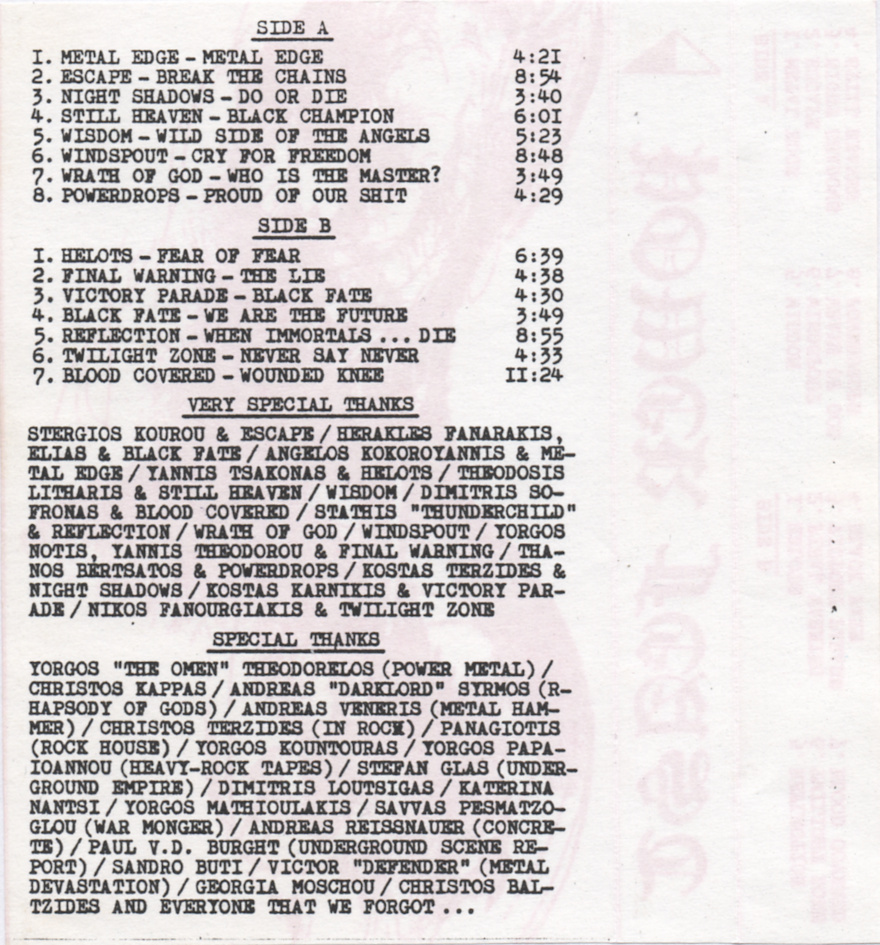 SIDE A
I. METAL EDGE - METAL EDGE 4:2I
2. ESCAPE - BREAK THE CHAINS 8:54
3. NIGHT SHADOWS - DO OR DIE 3:40
4. STILL HEAVEN - BLACK CHAMPION 6:0I
5. WISDOM - WILD SIDE OF THE ANGELS 5:23
6. WINDSPOUT - CRY FOR FREEDOM 8:48
7. WRATH OF GOD - WHO IS THE MASTER? 3:49
8. POWERDROPS - PROUD OF OUR SHIT 4:29
SIDE B
I. HELOTS - FEAR OF FEAR 6:39
2. FINAL WARNING - THE LIE 4:38
3. VICTORY PARADE - BLACK FATE 4:30
4. BLACK FATE - WE ARE THE FUTURE 3:49
5. REFLECTION - WHEN IMMORTALS ... DIE 8:55
6. TWILIGHT ZONE - NEVER SAY NEVER 4:33
7. BLOOD COVERED - WOUNDED KNEE II:24
VERY SPECIAL THANKS
STERGIOS KOUROU & ESCAPE / HERAKLES FANARAKIS,
ELIAS & BLACK FATE / ANGELOS KOKOROYANNIS & ME-
TAL EDGE / YANNIS TSAKONAS & HELOTS / THEODOSIS
LITHARIS & STILL HEAVEN / WISDOM / DIMITRIS SO-
FRONAS & BLOOD COVERED / STATHIS "THUNDERCHILD"
& REFLECTION / WRATH OF GOD / WINDSPOUT / YORGOS
NOTIS, YANNIS THEODOROU & FINAL WARNING / THA-
NOS BERTSATOS & POWERDROPS / KOSTAS TERZIDES &
NIGHT SHADOWS / KOSTAS KARNIKIS & VICTORY PAR-
ADE / NIKOS FANOURGIAKIS & TWILIGHT ZONE
SPECIAL THANKS
YORGOS "THE OMEN" THEODORELOS (POWER METAL) /
CHRISTOS KAPPAS / ANDREAS "DARKLORD" SYRMOS (R-
HAPSODY OF GODS) / ANDREAS VENERIS (METAL HAM-
MER) / CHRISTOS TERZIDES (IN ROCK) / PANAGIOTIS
(ROCK HOUSE) / YORGOS KOUNTOURAS / YORGOS PAPA-
IOANNOU (HEAVY-ROCK TAPES) / STEFAN GLAS (UNDER-
GROUND EMPIRE) / DIMITRIS LOUTSIGAS / KATERINA
NANTSI / YORGOS MATHIOULAKIS / SAVVAS PESMATZO-
GLOU (WAR MONGER) / ANDREAS REISSNAUER (CONCRE-
TE) / PAUL V.D. BURGHT (UNDERGROUND SCENE RE-
PORT) / SANDRO BUTI / VICTOR "DEFENDER" (METAL
DEVASTATION) / GEORGIA MOSCHOU / CHRISTOS BAL-
TZIDES AND EVERYONE THAT WE FORGOT ...
POWER FEAST